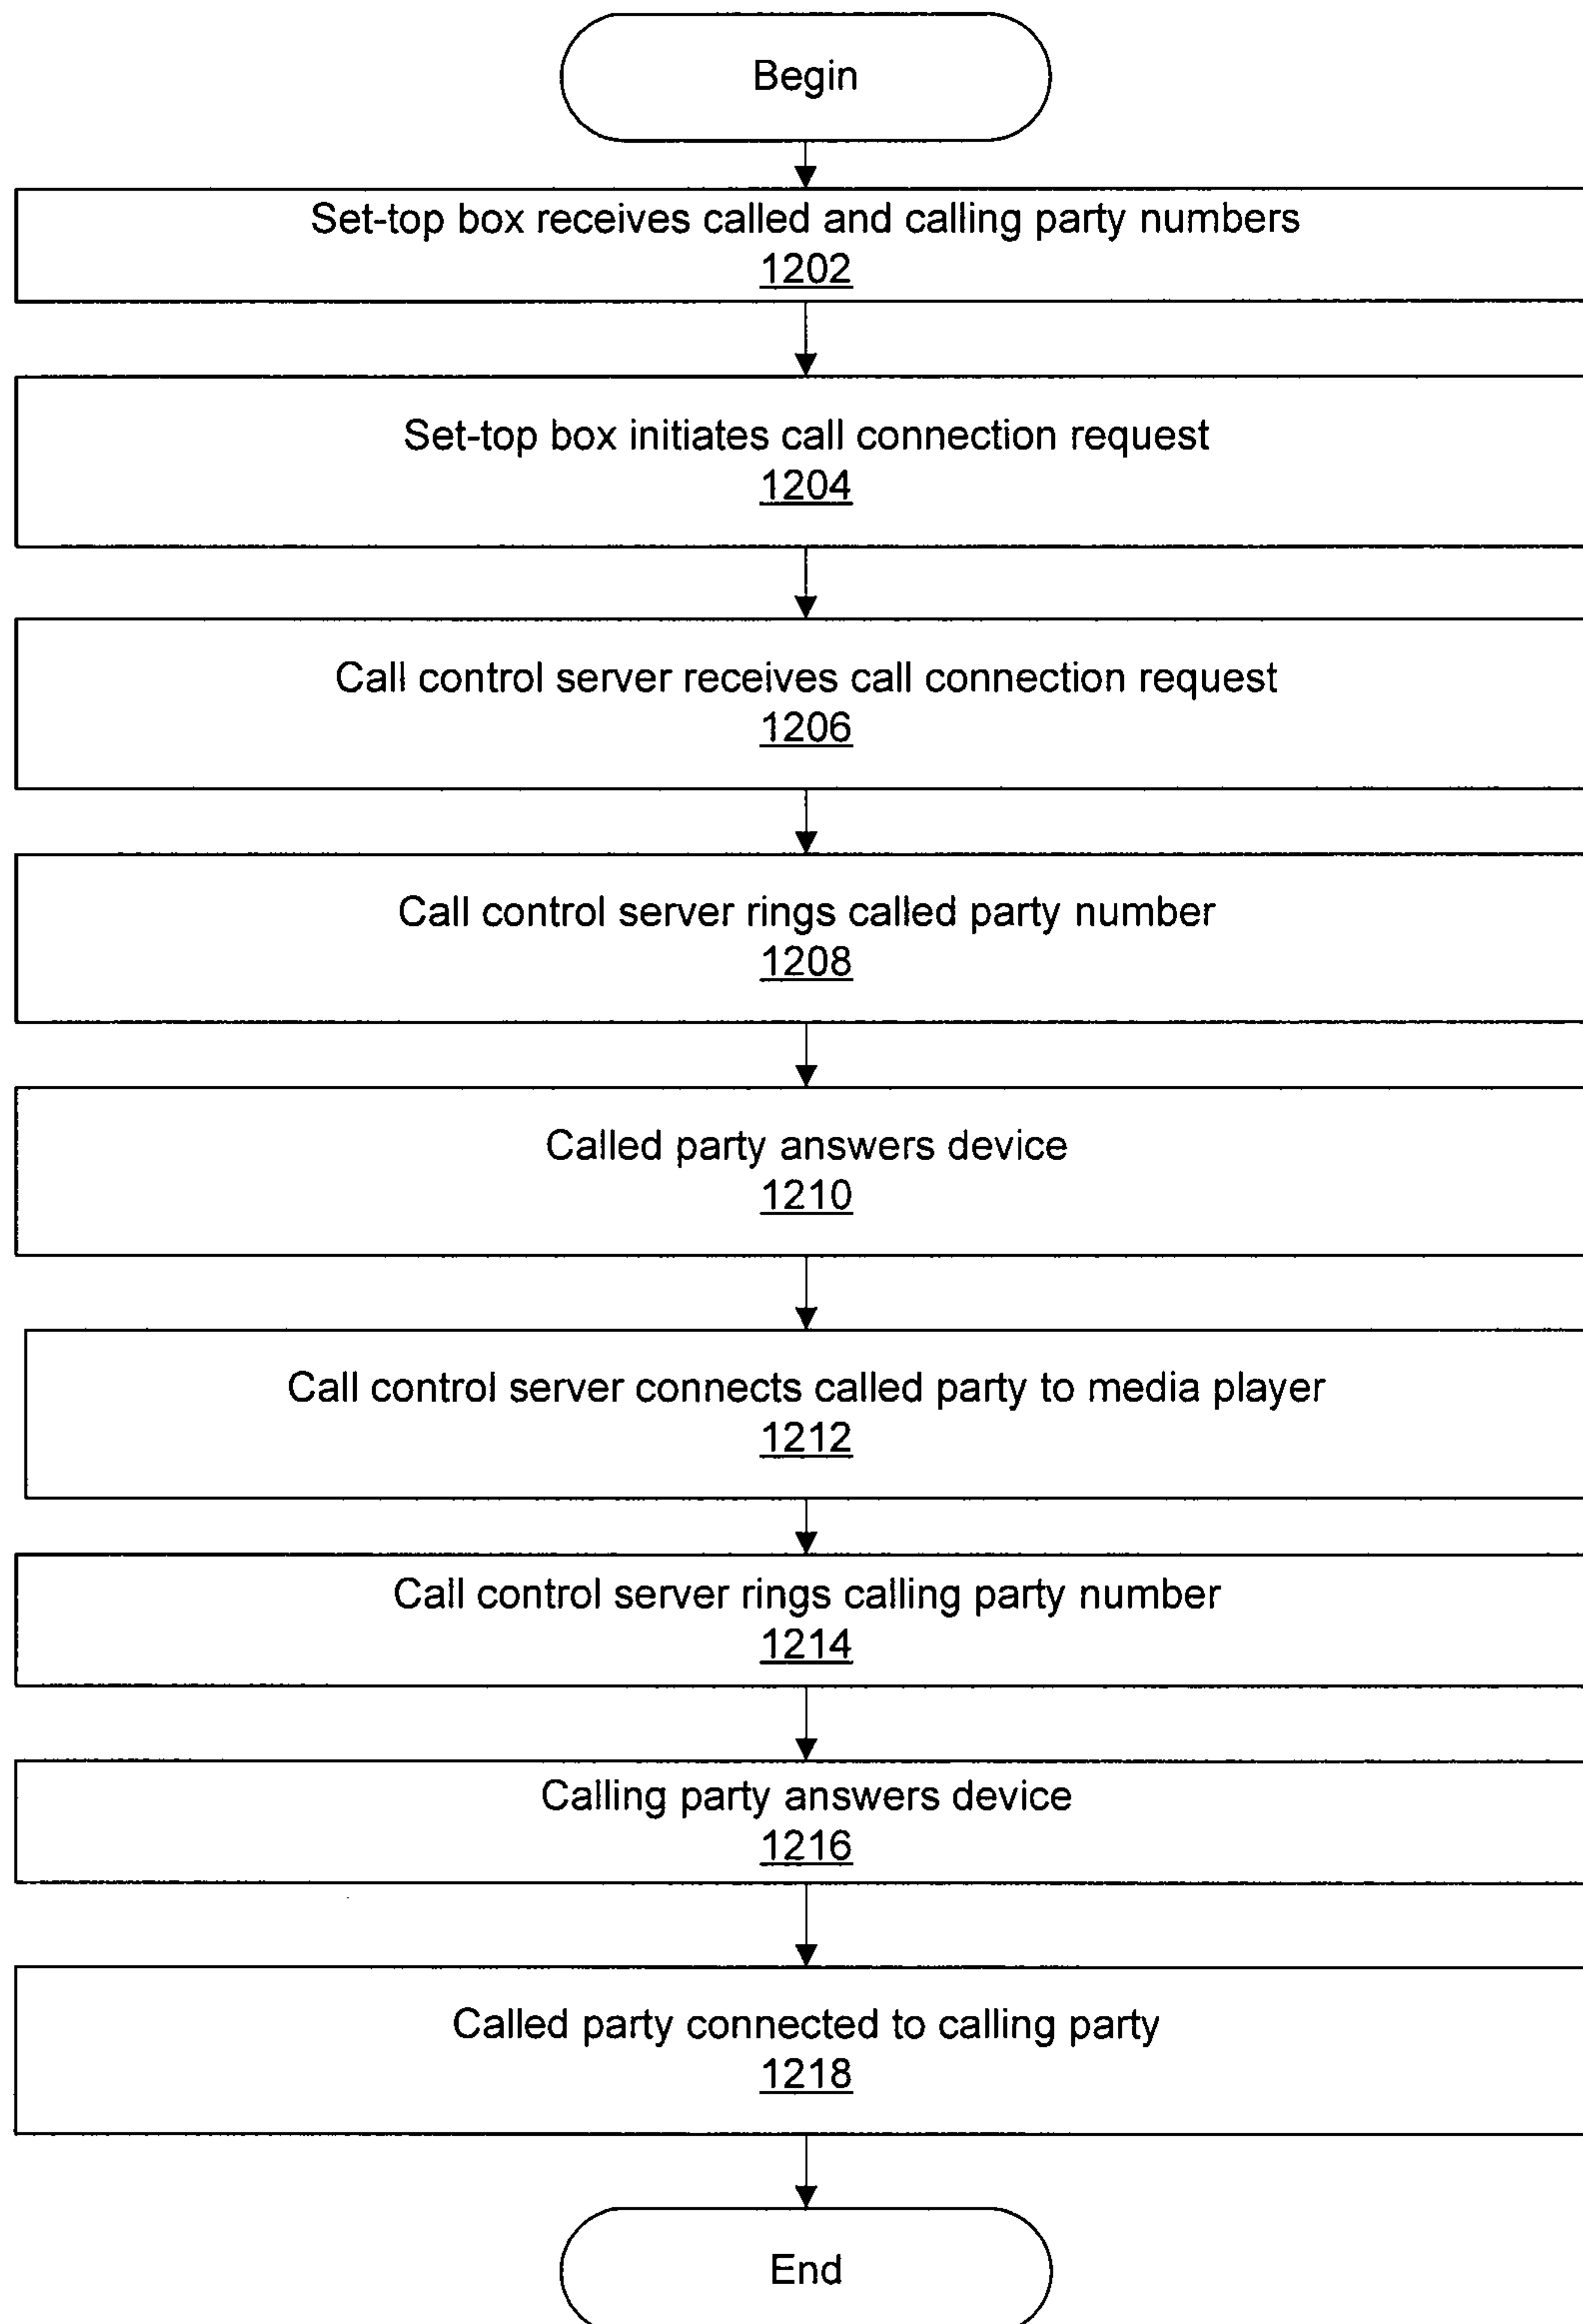 Begin
Set-top box receives called and calling party numbers
1202
Set-top box initiates call connection request
1204
Call control server receives call connection request
1206
Call control server rings called party number
1208
Called party answers device
1210
Call control server connects called party to media player
1212
Call control server rings calling party number
1214
Calling party answers device
1216
Called party connected to calling party
1218
End